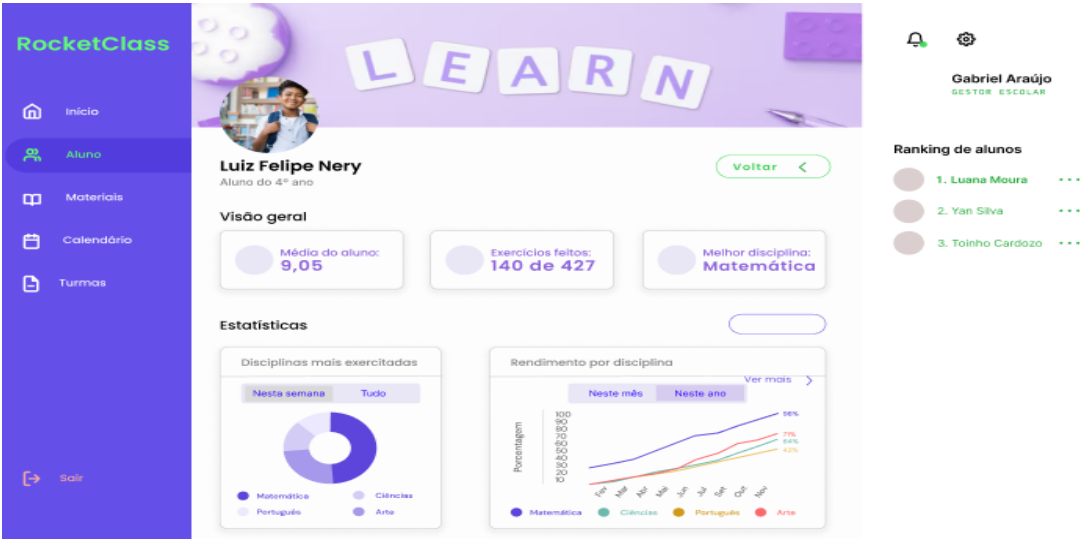 RocketClass
Início
Aluno
Materiais
Calendário
Turmas
Sair
LEARN
Luiz Felipe Nery
Aluno do 4º ano
Voltar
Visão geral
Média do aluno:
9,05
Exercícios feitos:
140 de 427
Melhor disciplina:
Matemática
Estatísticas
Disciplinas mais exercitadas
Nesta semana Tudo
Matemática Ciências
Português Arte
Rendimento por disciplina
Ver mais
Neste mês Neste ano
Porcentagem
100
90
80
70
60
50
40
30
20
10
96%
71%
64%
42%
Fev Mar Abr Mai Jun Jul Set Out Nov
Matemática Ciências Português Arte
Gabriel Araújo
GESTOR ESCOLAR
Ranking de alunos
1. Luana Moura
2. Yan Silva
3. Toinho Cardozo